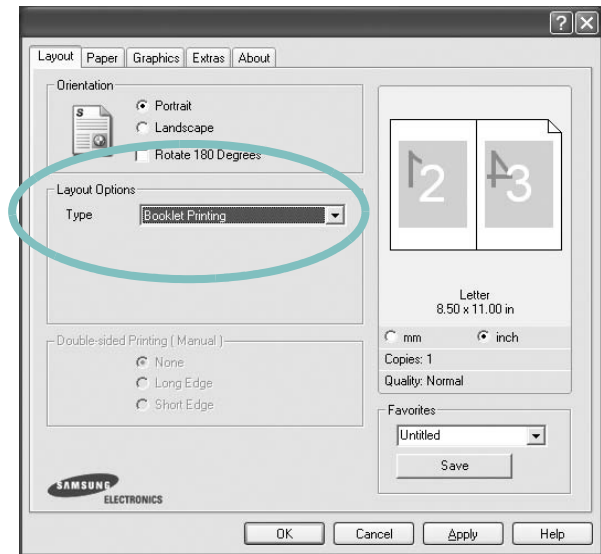 Layout Paper Graphics Extras About
Orientation
S
Portrait
Landscape
Rotate 180 Degrees
Layout Options
Type Booklet Printing
Double-sided Printing ( Manual )
None
Long Edge
Short Edge
SAMSUNG
ELECTRONICS
1 2 4 3
Letter
8.50 x 11.00 in
mm inch
Copies: 1
Quality: Normal
Favorites
Untitled
Save
OK Cancel Apply Help